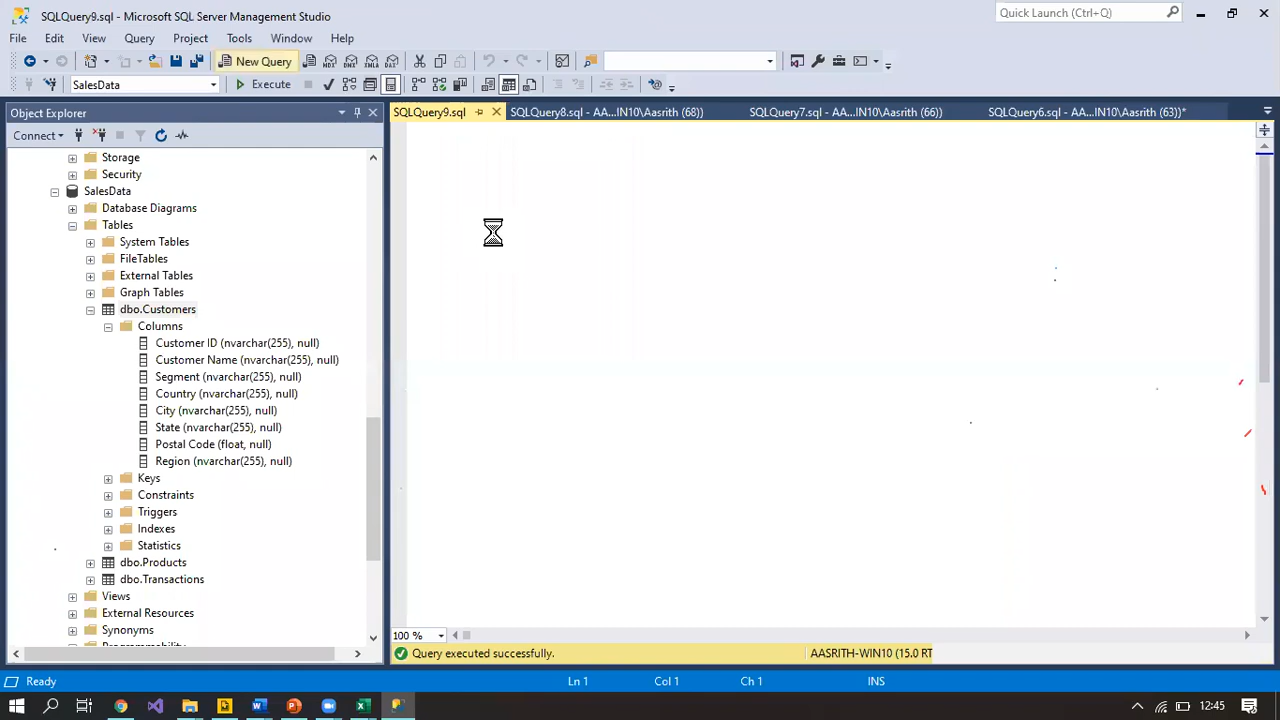 SQLQuery9.sql - Microsoft SQL Server Management Studio
Quick Launch (Ctrl+Q)
File Edit View Query Project Tools Window Help
New Query
MDX DMX XMLA DAX
SalesData
Execute
Object Explorer
SQLQuery9.sql
SQLQuery8.sql - AA...IN10\Aasrith (68))
SQLQuery7.sql - AA...IN10\Aasrith (66))
SQLQuery6.sql - AA...IN10\Aasrith (63))*
Connect
Storage
Security
SalesData
Database Diagrams
Tables
System Tables
FileTables
External Tables
Graph Tables
dbo.Customers
Columns
Customer ID (nvarchar(255), null)
Customer Name (nvarchar(255), null)
Segment (nvarchar(255), null)
Country (nvarchar(255), null)
City (nvarchar(255), null)
State (nvarchar(255), null)
Postal Code (float, null)
Region (nvarchar(255), null)
Keys
Constraints
Triggers
Indexes
Statistics
dbo.Products
dbo.Transactions
Views
External Resources
Synonyms
Programmability
100 %
Query executed successfully.
AASRITH-WIN10 (15.0 RT
Ready
Ln 1 Col 1 Ch 1 INS
12:45